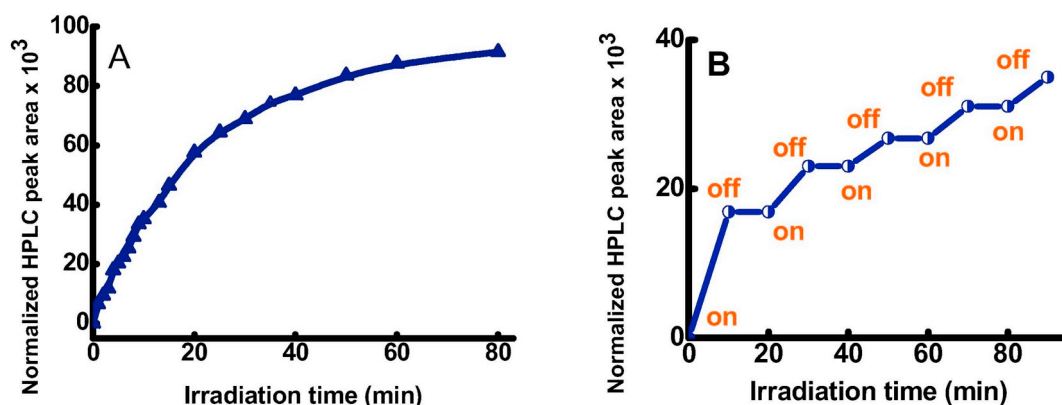 A
Normalized HPLC peak area x 10³
100
80
60
40
20
0
0 20 40 60 80
Irradiation time (min)
B
Normalized HPLC peak area x 10³
40
20
0
off
off
off
off
off
on
on
on
on
on
0 20 40 60 80
Irradiation time (min)